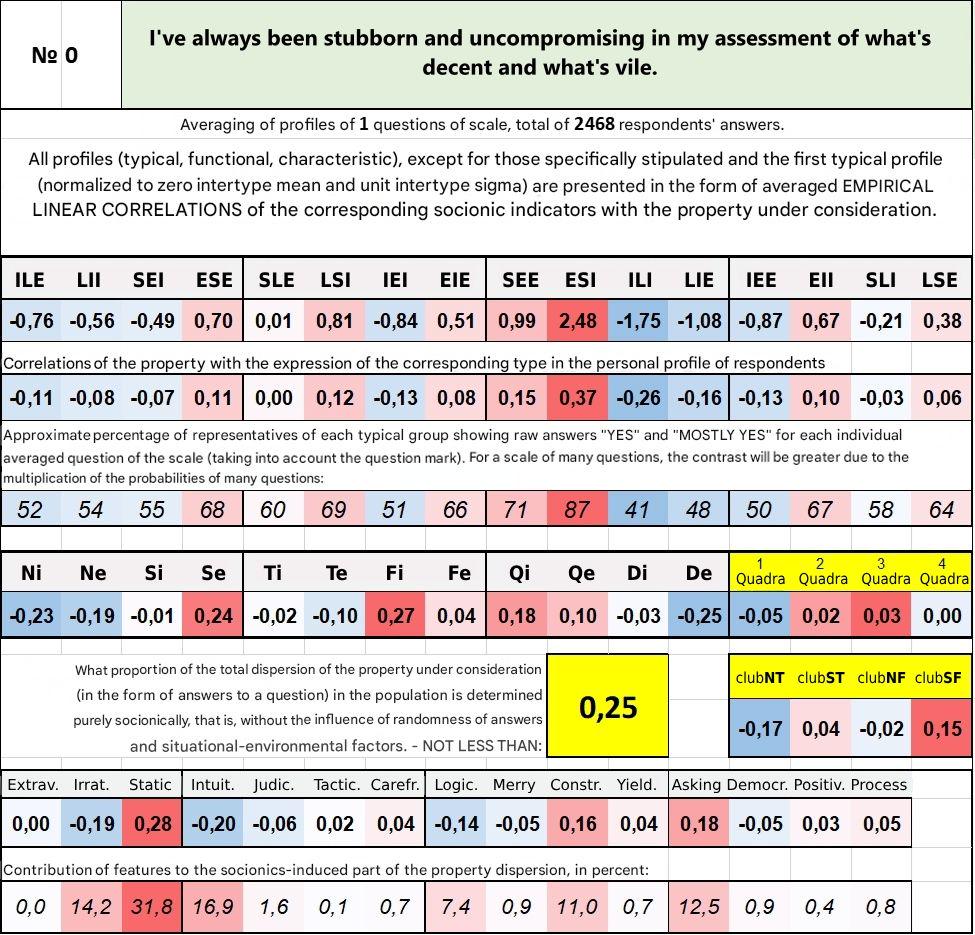 № 0
I've always been stubborn and uncompromising in my assessment of what's
decent and what's vile.
Averaging of profiles of 1 questions of scale, total of 2468 respondents' answers.
All profiles (typical, functional, characteristic), except for those specifically stipulated and the first typical profile
(normalized to zero intertype mean and unit intertype sigma) are presented in the form of averaged EMPIRICAL
LINEAR CORRELATIONS of the corresponding socionic indicators with the property under consideration.
ILE LII SEI ESE SLE LSI IEI EIE SEE ESI ILI LIE IEE EII SLI LSE
-0,76 -0,56 -0,49 0,70 0,01 0,81 -0,84 0,51 0,99 2,48 -1,75 -1,08 -0,87 0,67 -0,21 0,38
Correlations of the property with the expression of the corresponding type in the personal profile of respondents
-0,11 -0,08 -0,07 0,11 0,00 0,12 -0,13 0,08 0,15 0,37 -0,26 -0,16 -0,13 0,10 -0,03 0,06
Approximate percentage of representatives of each typical group showing raw answers "YES" and "MOSTLY YES" for each individual
averaged question of the scale (taking into account the question mark). For a scale of many questions, the contrast will be greater due to the
multiplication of the probabilities of many questions:
52 54 55 68 60 69 51 66 71 87 41 48 50 67 58 64
Ni Ne Si Se Ti Te Fi Fe Qi Qe Di De 1 Quadra 2 Quadra 3 Quadra 4 Quadra
-0,23 -0,19 -0,01 0,24 -0,02 -0,10 0,27 0,04 0,18 0,10 -0,03 -0,25 -0,05 0,02 0,03 0,00
What proportion of the total dispersion of the property under consideration
(in the form of answers to a question) in the population is determined
purely socionically, that is, without the influence of randomness of answers
and situational-environmental factors. - NOT LESS THAN:
0,25
clubNT clubST clubNF clubSF
-0,17 0,04 -0,02 0,15
Extrav. Irrat. Static Intuit. Judic. Tactic. Carefr. Logic. Merry Constr. Yield. Asking Democr. Positiv. Process
0,00 -0,19 0,28 -0,20 -0,06 0,02 0,04 -0,14 -0,05 0,16 0,04 0,18 -0,05 0,03 0,05
Contribution of features to the socionics-induced part of the property dispersion, in percent:
0,0 14,2 31,8 16,9 1,6 0,1 0,7 7,4 0,9 11,0 0,7 12,5 0,9 0,4 0,8